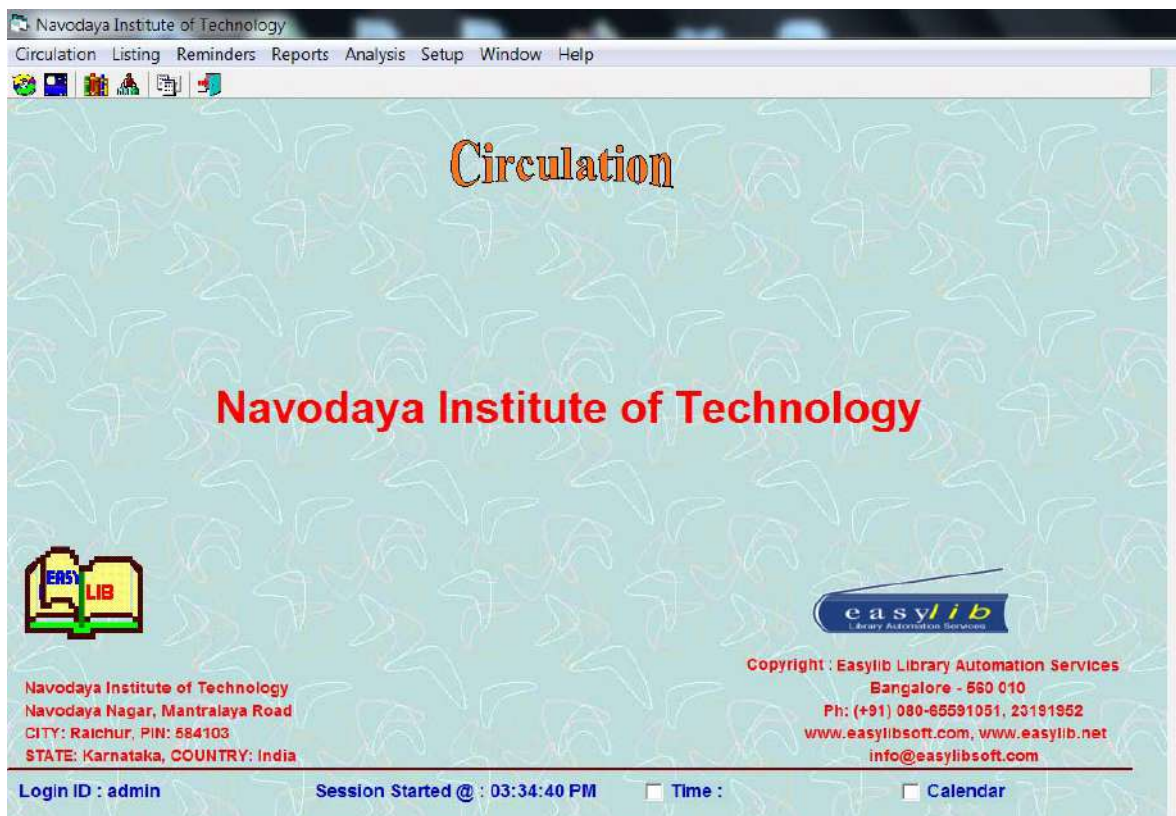 Navodaya Institute of Technology
Circulation Listing Reminders Reports Analysis Setup Window Help
Circulation
Navodaya Institute of Technology
EASY LIB
easylib
Library Automation Services
Navodaya Institute of Technology
Navodaya Nagar, Mantralaya Road
CITY: Raichur, PIN: 584103
STATE: Karnataka, COUNTRY: India
Copyright : Easylib Library Automation Services
Bangalore - 560 010
Ph: (+91) 080-65591051, 23191952
www.easylibsoft.com, www.easylib.net
info@easylibsoft.com
Login ID : admin Session Started @ : 03:34:40 PM Time : Calendar